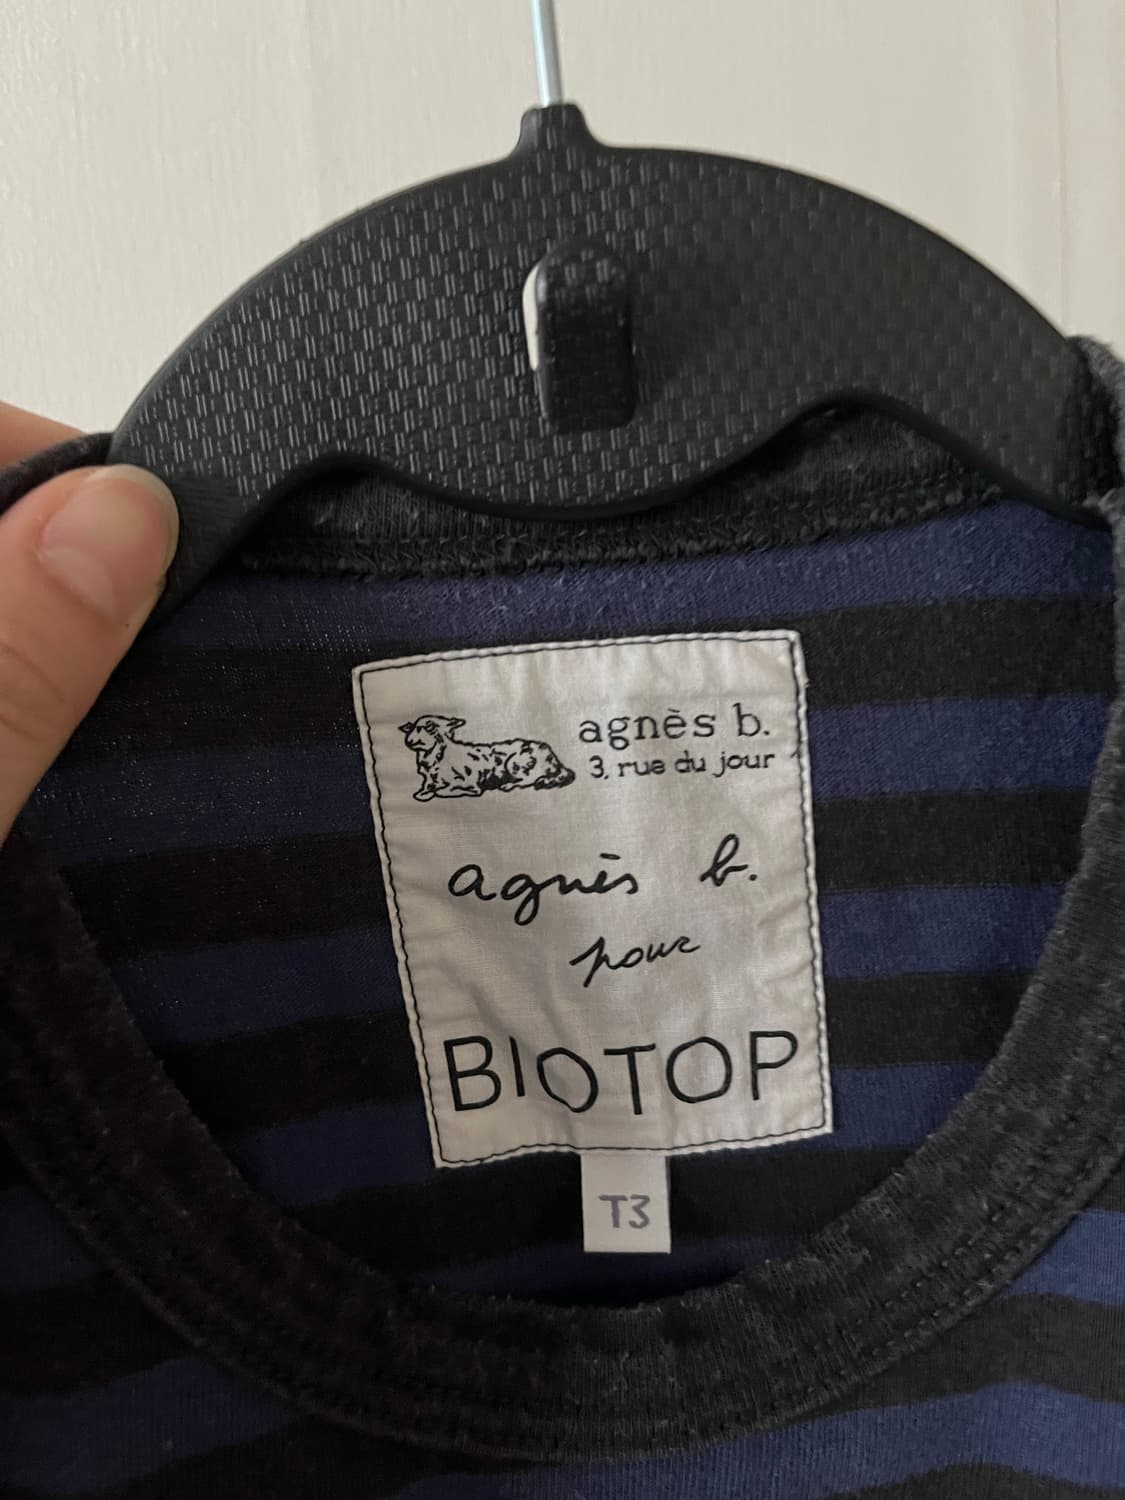 agnès b.
3, rue du jour
agnès b.
pour
BIOTOP
T3